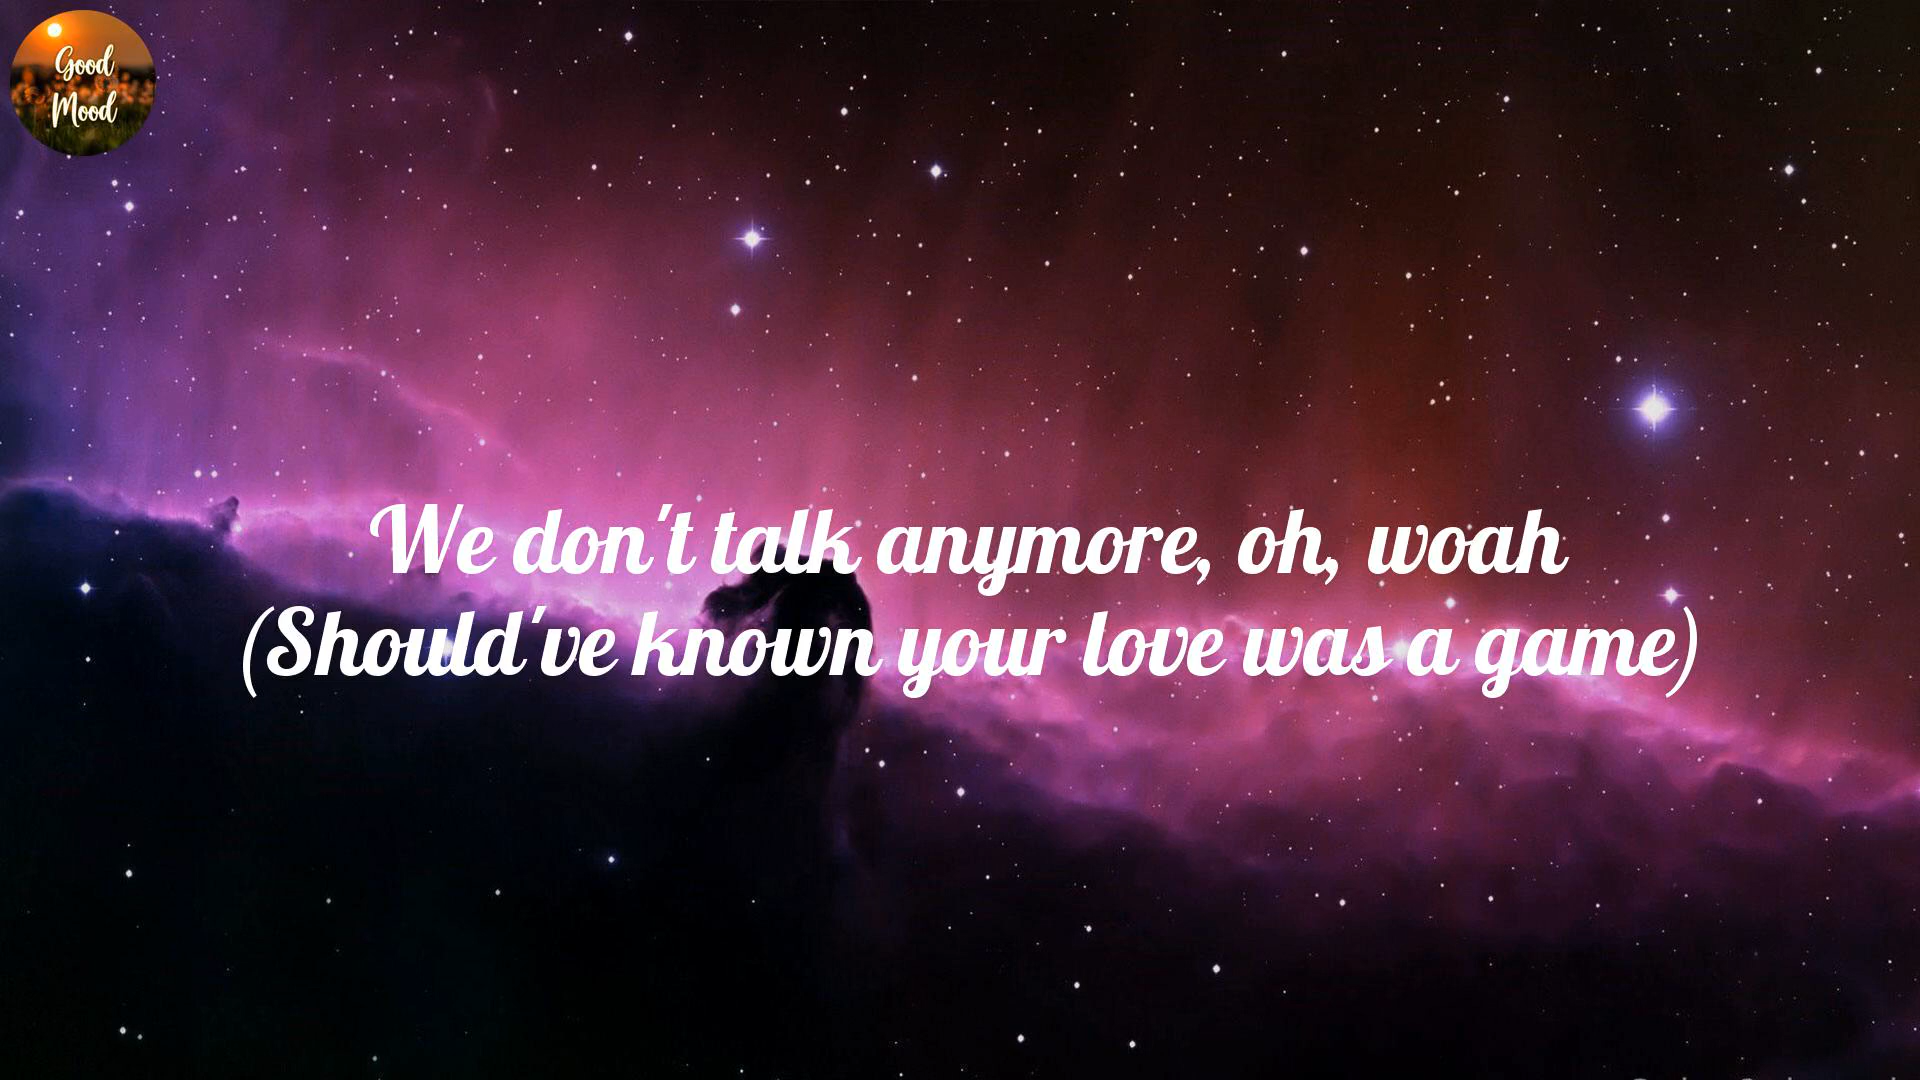 Good
Mood
We don't talk anymore, oh, woah
(Should've known your love was a game)